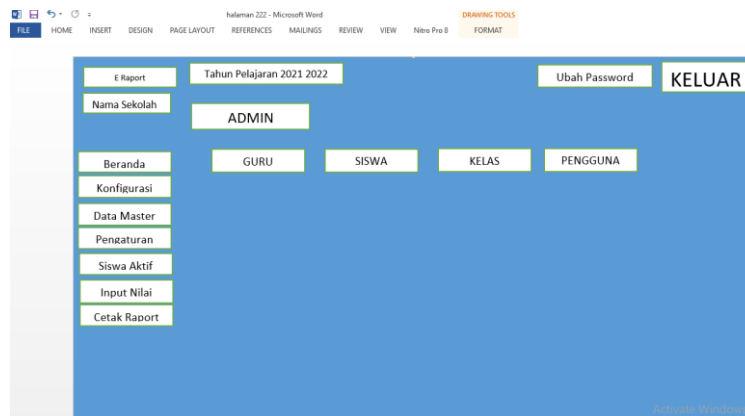 halaman 222 - Microsoft Word
DRAWING TOOLS
FILE HOME INSERT DESIGN PAGE LAYOUT REFERENCES MAILINGS REVIEW VIEW Nitro Pro 8 FORMAT
E Raport
Tahun Pelajaran 2021 2022
Ubah Password
KELUAR
Nama Sekolah
ADMIN
Beranda
GURU
SISWA
KELAS
PENGGUNA
Konfigurasi
Data Master
Pengaturan
Siswa Aktif
Input Nilai
Cetak Raport
Activate Window